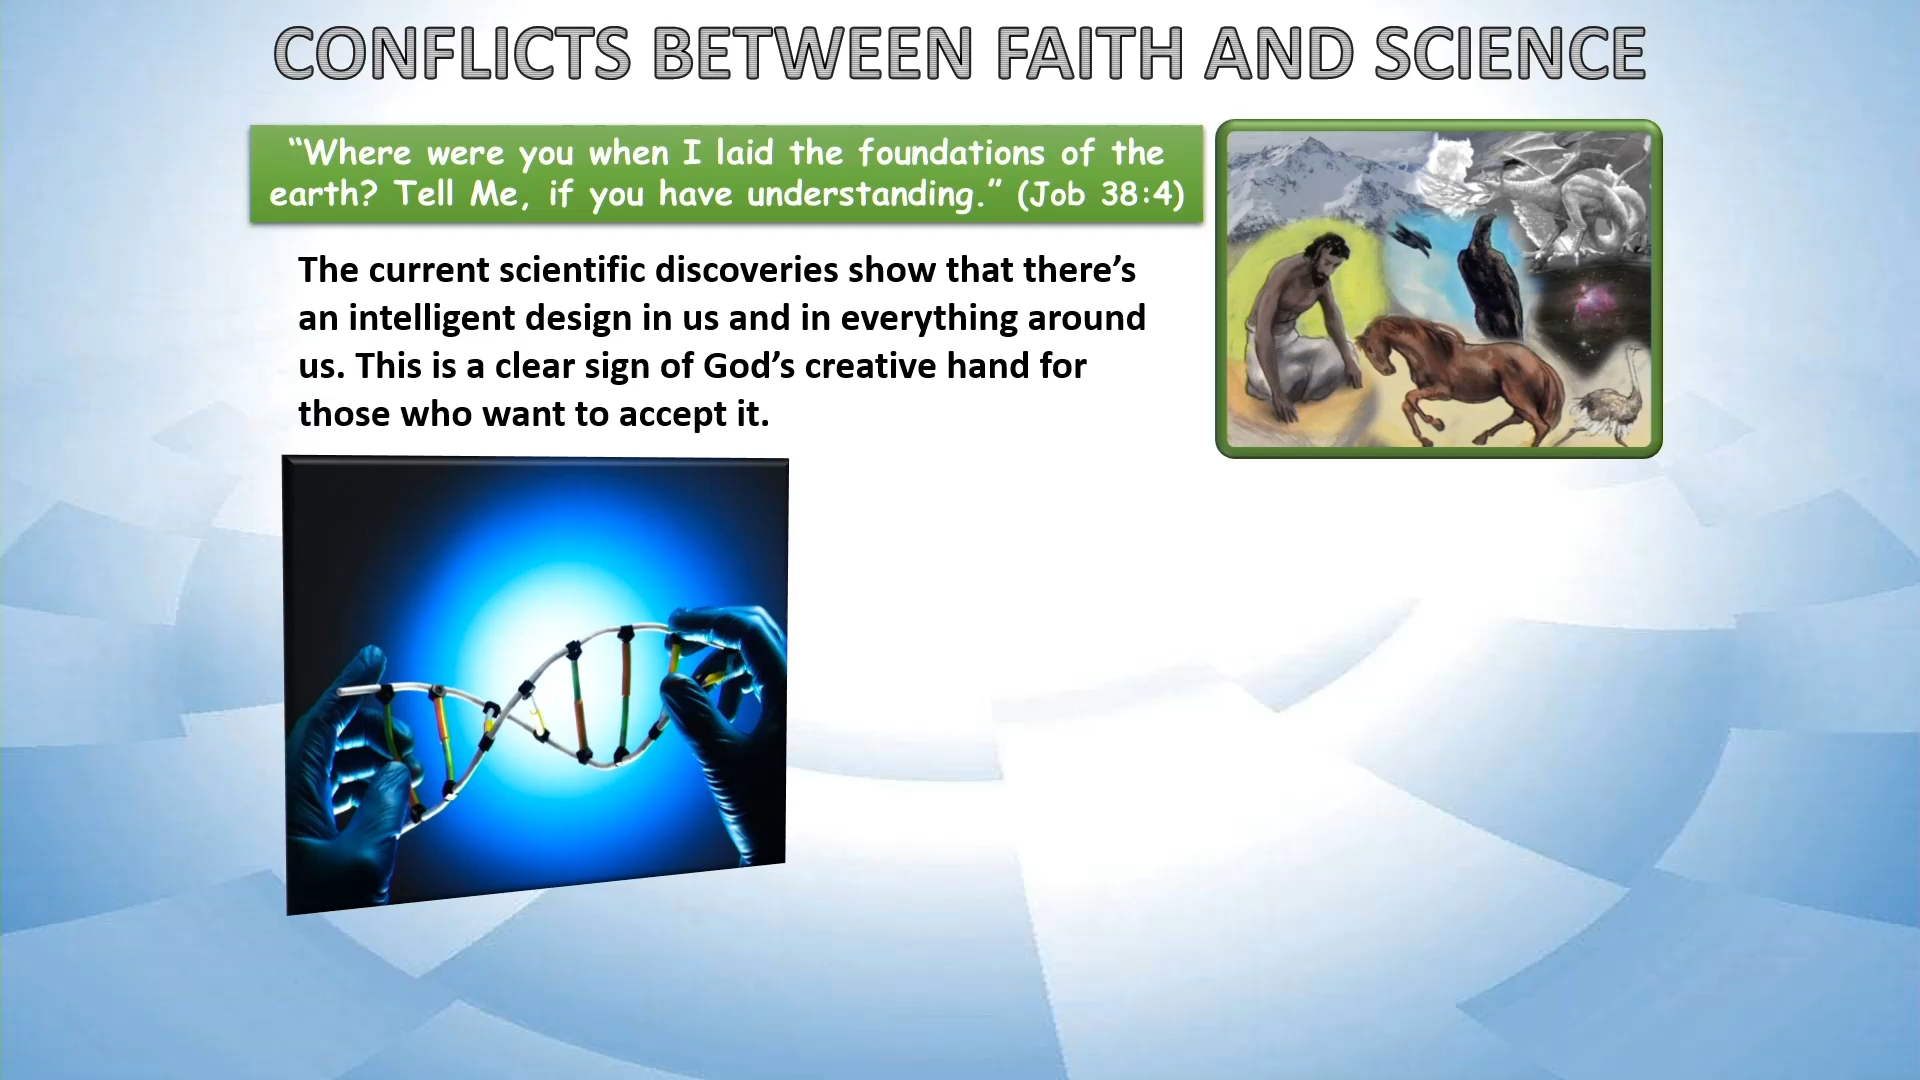 CONFLICTS BETWEEN FAITH AND SCIENCE
“Where were you when I laid the foundations of the
earth? Tell Me, if you have understanding.” (Job 38:4)
The current scientific discoveries show that there’s
an intelligent design in us and in everything around
us. This is a clear sign of God’s creative hand for
those who want to accept it.